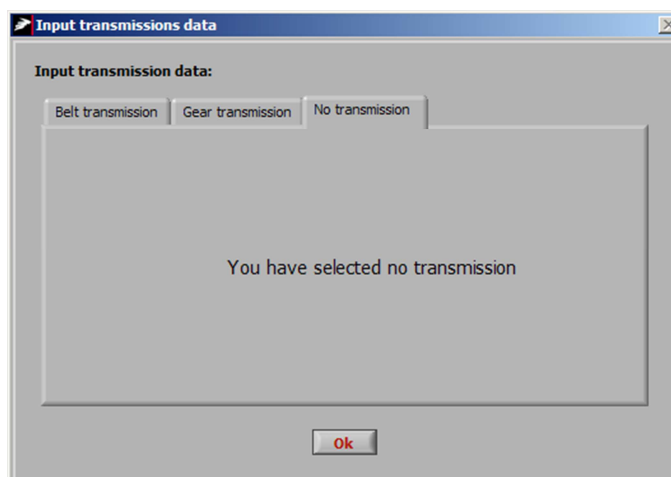 Input transmissions data
Input transmission data:
Belt transmission Gear transmission No transmission
You have selected no transmission
Ok